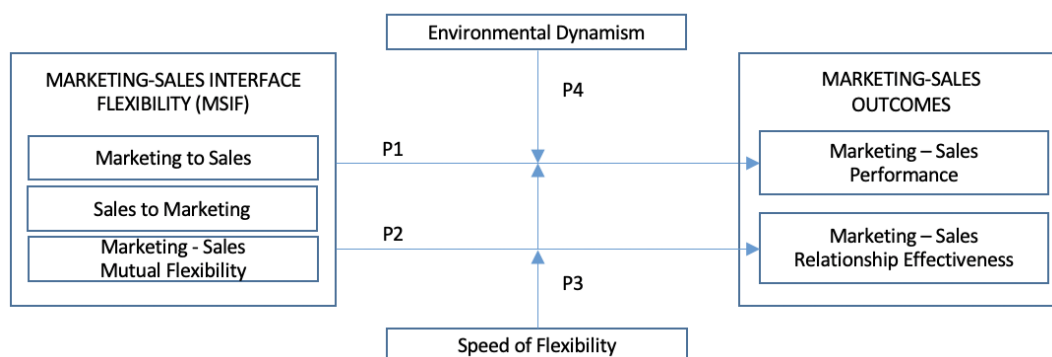 Environmental Dynamism
MARKETING-SALES INTERFACE
FLEXIBILITY (MSIF)
Marketing to Sales
Sales to Marketing
Marketing - Sales
Mutual Flexibility
P4
P1
P2
P3
MARKETING-SALES
OUTCOMES
Marketing – Sales
Performance
Marketing – Sales
Relationship Effectiveness
Speed of Flexibility